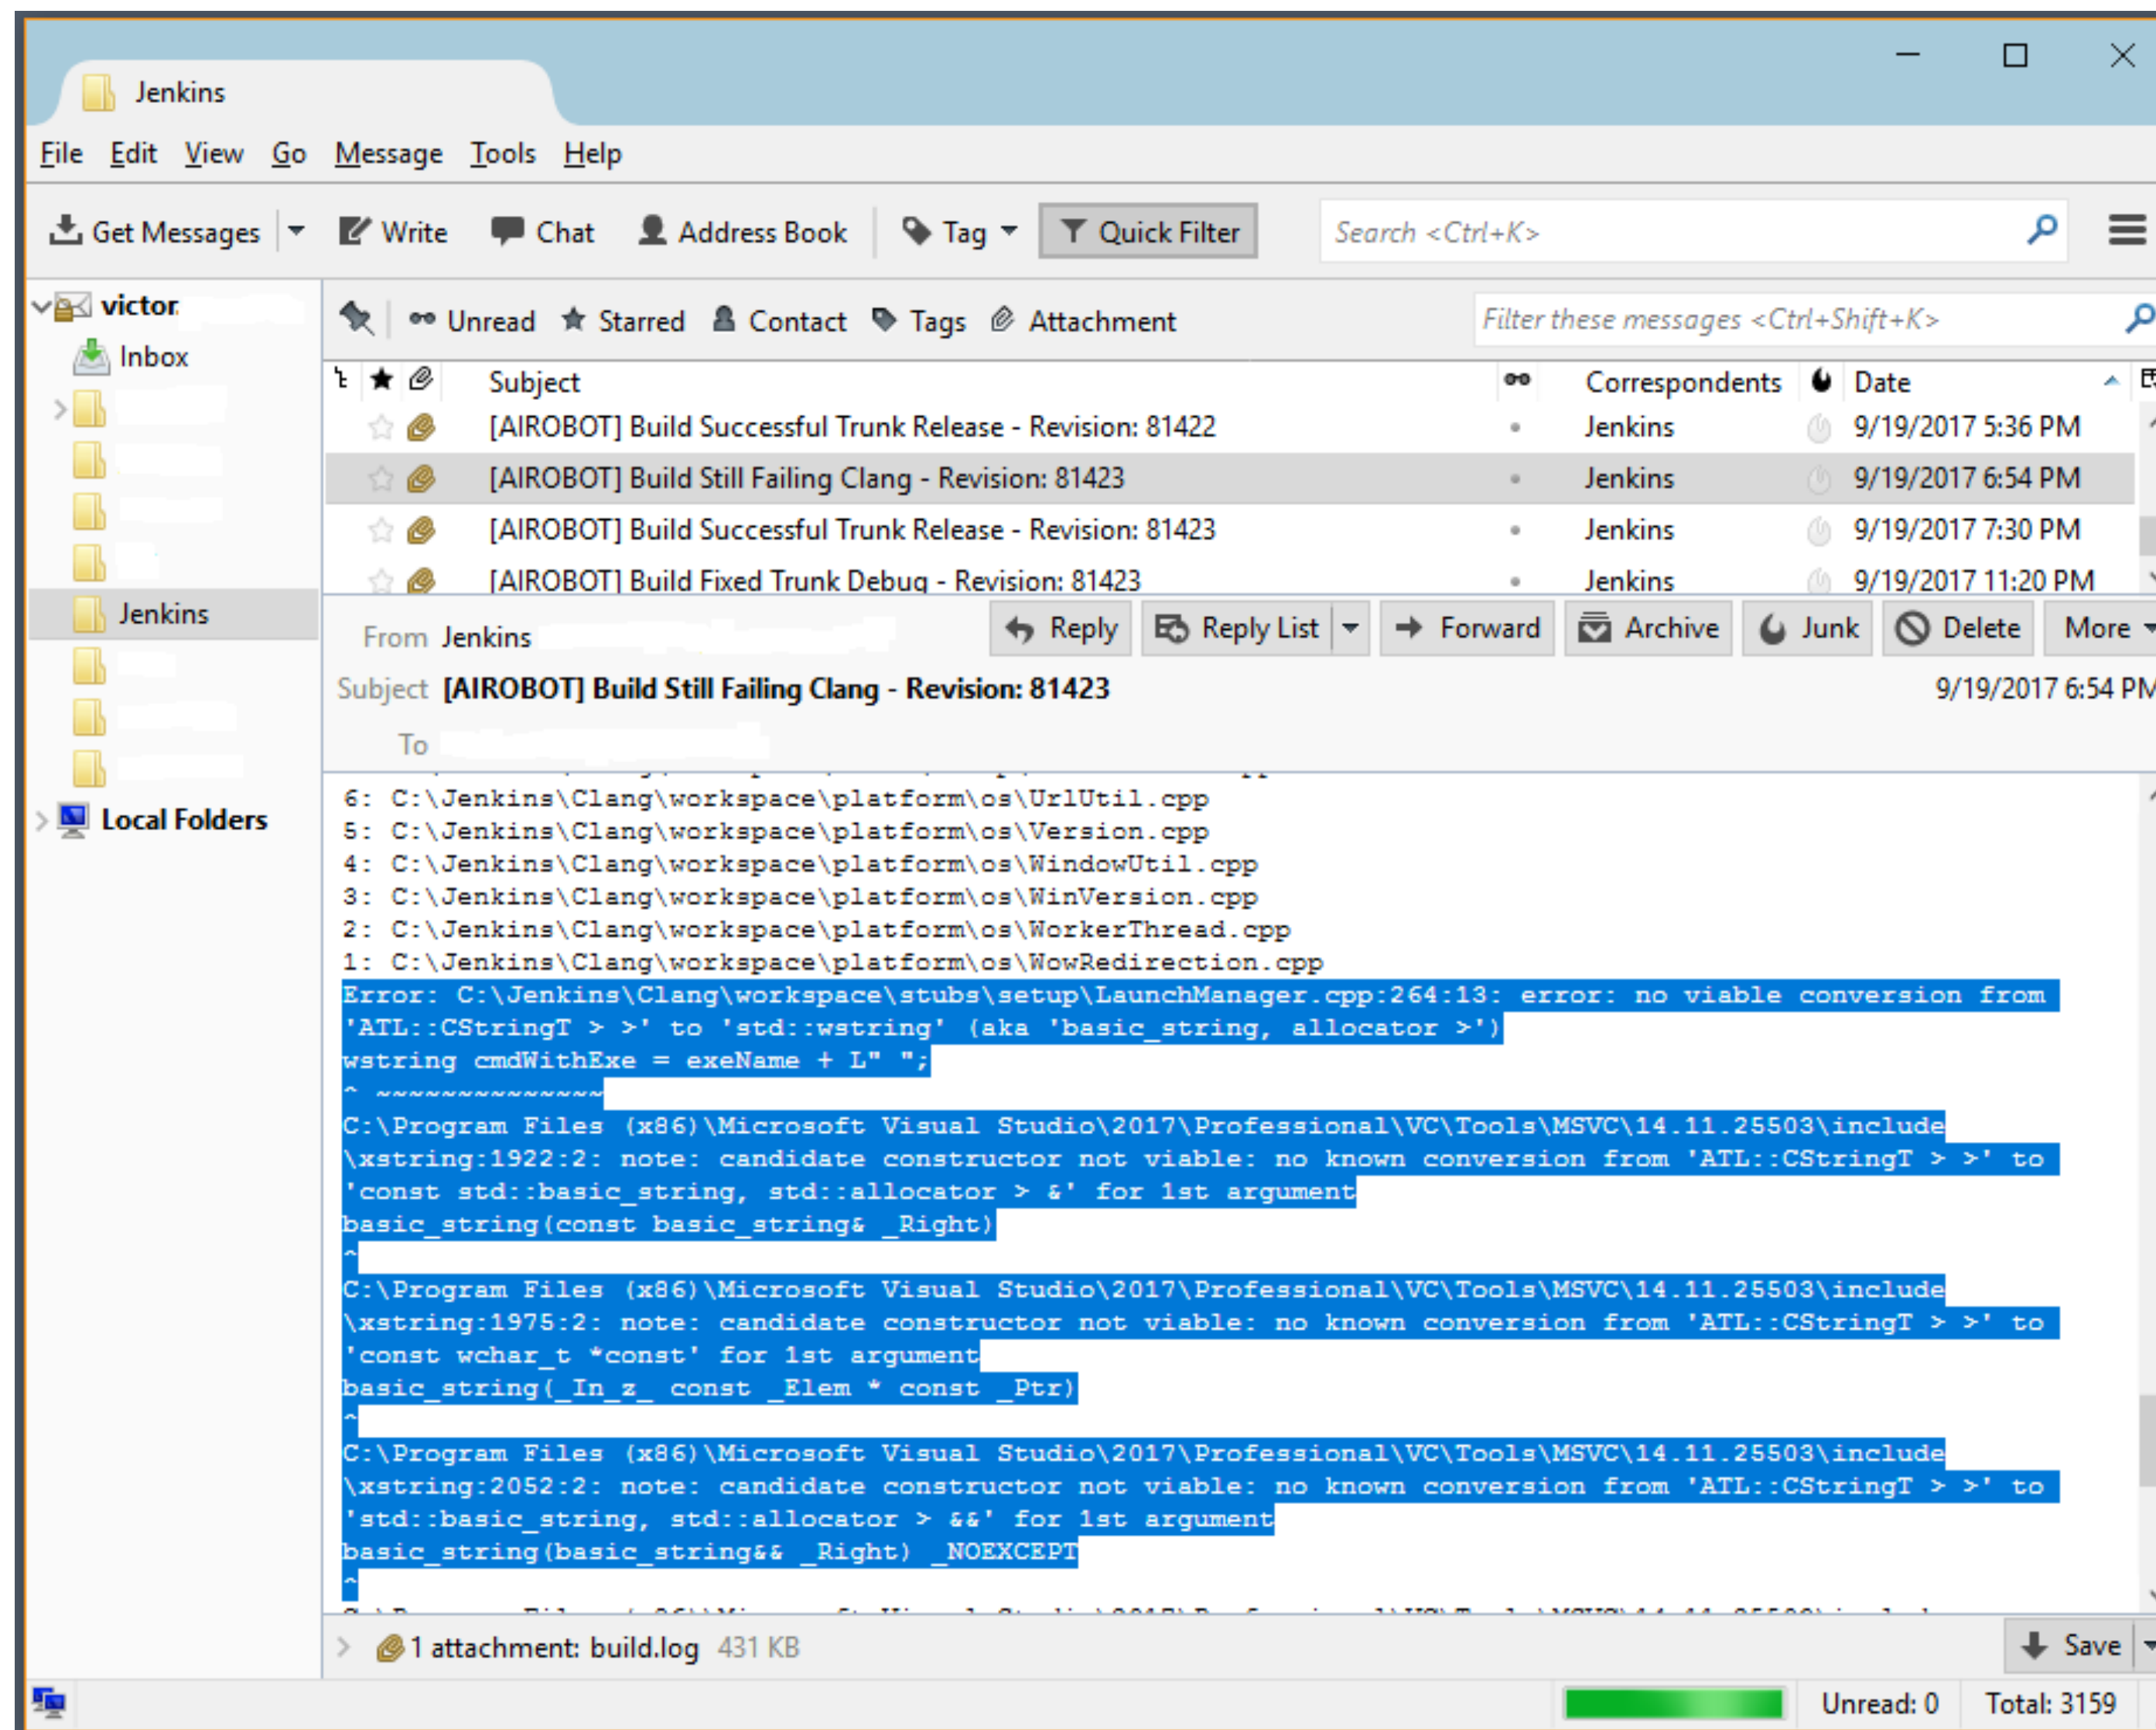 Jenkins
File Edit View Go Message Tools Help
Get Messages Write Chat Address Book Tag Quick Filter Search <Ctrl+K>
victor
Inbox
Jenkins
Local Folders
Unread Starred Contact Tags Attachment Filter these messages <Ctrl+Shift+K>
Subject Correspondents Date
[AIROBOT] Build Successful Trunk Release - Revision: 81422 Jenkins 9/19/2017 5:36 PM
[AIROBOT] Build Still Failing Clang - Revision: 81423 Jenkins 9/19/2017 6:54 PM
[AIROBOT] Build Successful Trunk Release - Revision: 81423 Jenkins 9/19/2017 7:30 PM
[AIROBOT] Build Fixed Trunk Debug - Revision: 81423 Jenkins 9/19/2017 11:20 PM
From Jenkins Reply Reply List Forward Archive Junk Delete More
Subject [AIROBOT] Build Still Failing Clang - Revision: 81423 9/19/2017 6:54 PM
To
6: C:\Jenkins\Clang\workspace\platform\os\UrlUtil.cpp
5: C:\Jenkins\Clang\workspace\platform\os\Version.cpp
4: C:\Jenkins\Clang\workspace\platform\os\WindowUtil.cpp
3: C:\Jenkins\Clang\workspace\platform\os\WinVersion.cpp
2: C:\Jenkins\Clang\workspace\platform\os\WorkerThread.cpp
1: C:\Jenkins\Clang\workspace\platform\os\WowRedirection.cpp
Error: C:\Jenkins\Clang\workspace\stubs\setup\LaunchManager.cpp:264:13: error: no viable conversion from
'ATL::CStringT > >' to 'std::wstring' (aka 'basic_string, allocator >')
wstring cmdWithExe = exeName + L" ";
^ ~~~~~~~~~~~~~~
C:\Program Files (x86)\Microsoft Visual Studio\2017\Professional\VC\Tools\MSVC\14.11.25503\include
\xstring:1922:2: note: candidate constructor not viable: no known conversion from 'ATL::CStringT > >' to
'const std::basic_string, std::allocator > &' for 1st argument
basic_string(const basic_string& _Right)
^
C:\Program Files (x86)\Microsoft Visual Studio\2017\Professional\VC\Tools\MSVC\14.11.25503\include
\xstring:1975:2: note: candidate constructor not viable: no known conversion from 'ATL::CStringT > >' to
'const wchar_t *const' for 1st argument
basic_string(_In_z_ const _Elem * const _Ptr)
^
C:\Program Files (x86)\Microsoft Visual Studio\2017\Professional\VC\Tools\MSVC\14.11.25503\include
\xstring:2052:2: note: candidate constructor not viable: no known conversion from 'ATL::CStringT > >' to
'std::basic_string, std::allocator > &&' for 1st argument
basic_string(basic_string&& _Right) _NOEXCEPT
^
1 attachment: build.log 431 KB Save
Unread: 0 Total: 3159